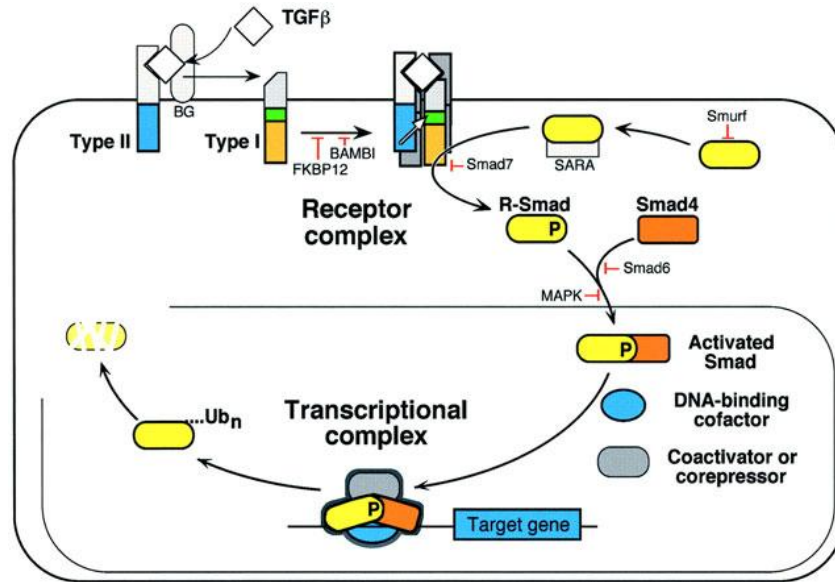 TGFβ
BG
Type II
Type I
FKBP12
BAMBI
Smad7
SARA
Smurf
Receptor
complex
R-Smad
Smad4
P
Smad6
MAPK
P
Activated
Smad
DNA-binding
cofactor
Coactivator or
corepressor
Transcriptional
complex
....Ubn
P
Target gene